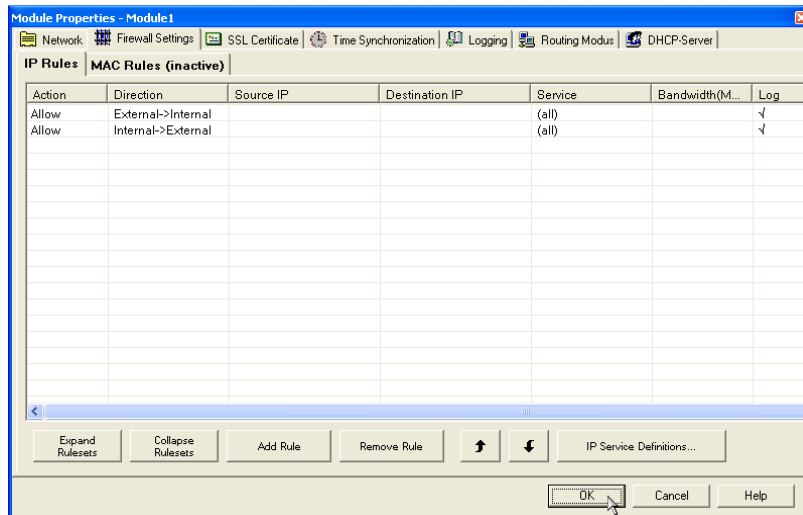 Module Properties - Module1
Network Firewall Settings SSL Certificate Time Synchronization Logging Routing Modus DHCP-Server
IP Rules MAC Rules (inactive)
Action Direction Source IP Destination IP Service Bandwidth(M... Log
Allow External->Internal (all) √
Allow Internal->External (all) √
Expand Rulesets Collapse Rulesets Add Rule Remove Rule IP Service Definitions...
OK Cancel Help